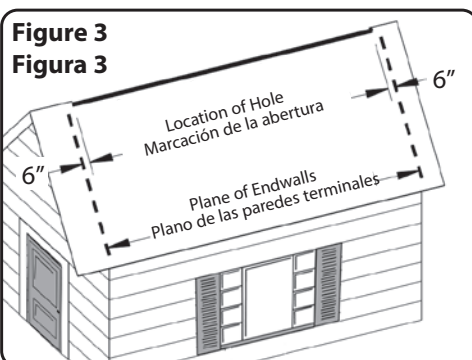 Figure 3
Figura 3
6”
Location of Hole
Marcación de la abertura
6”
Plane of Endwalls
Plano de las paredes terminales